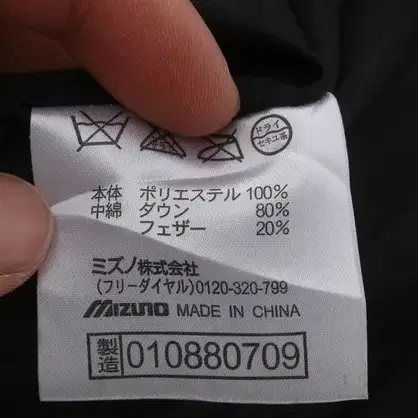 ドライ
セキユ系
本体 ポリエステル 100%
中綿 ダウン 80%
フェザー 20%
ミズノ株式会社
(フリーダイヤル)0120-320-799
MIZUNO MADE IN CHINA
製造 010880709